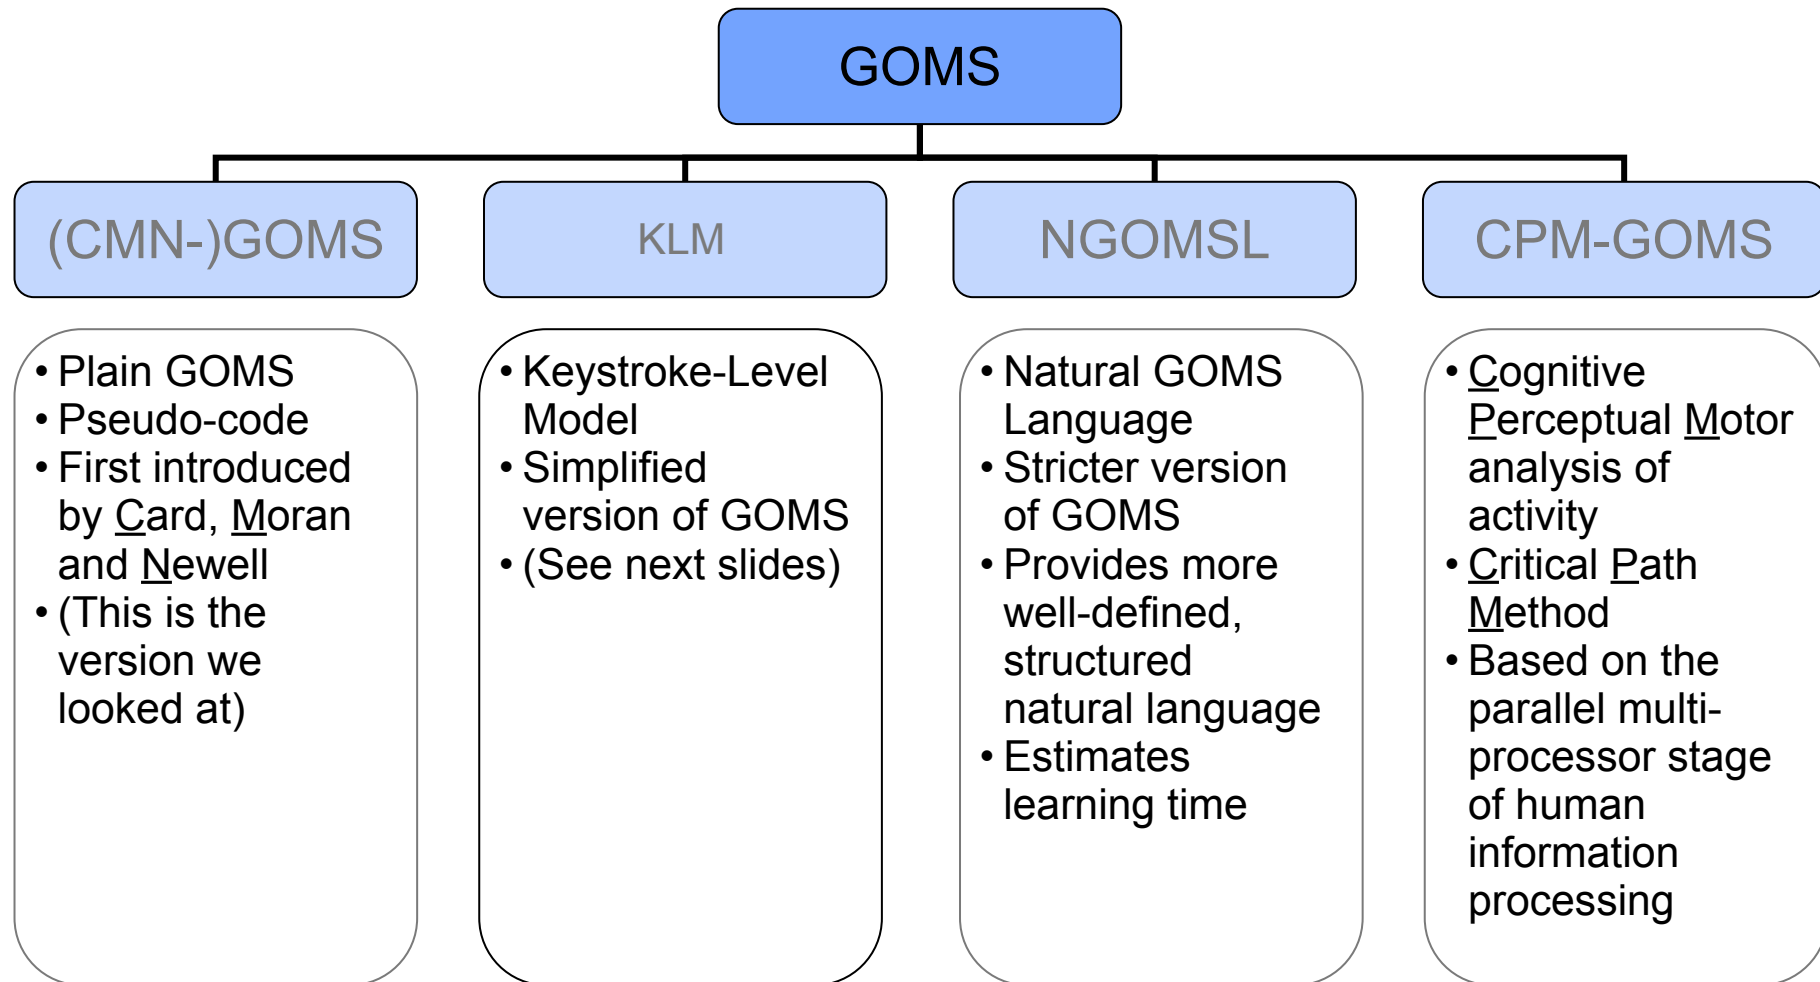 GOMS
(CMN-)GOMS
KLM
NGOMSL
CPM-GOMS
• Plain GOMS
• Pseudo-code
• First introduced
by Card, Moran
and Newell
• (This is the
version we
looked at)
• Keystroke-Level
Model
• Simplified
version of GOMS
• (See next slides)
• Natural GOMS
Language
• Stricter version
of GOMS
• Provides more
well-defined,
structured
natural language
• Estimates
learning time
• Cognitive
Perceptual Motor
analysis of
activity
• Critical Path
Method
• Based on the
parallel multi-
processor stage
of human
information
processing